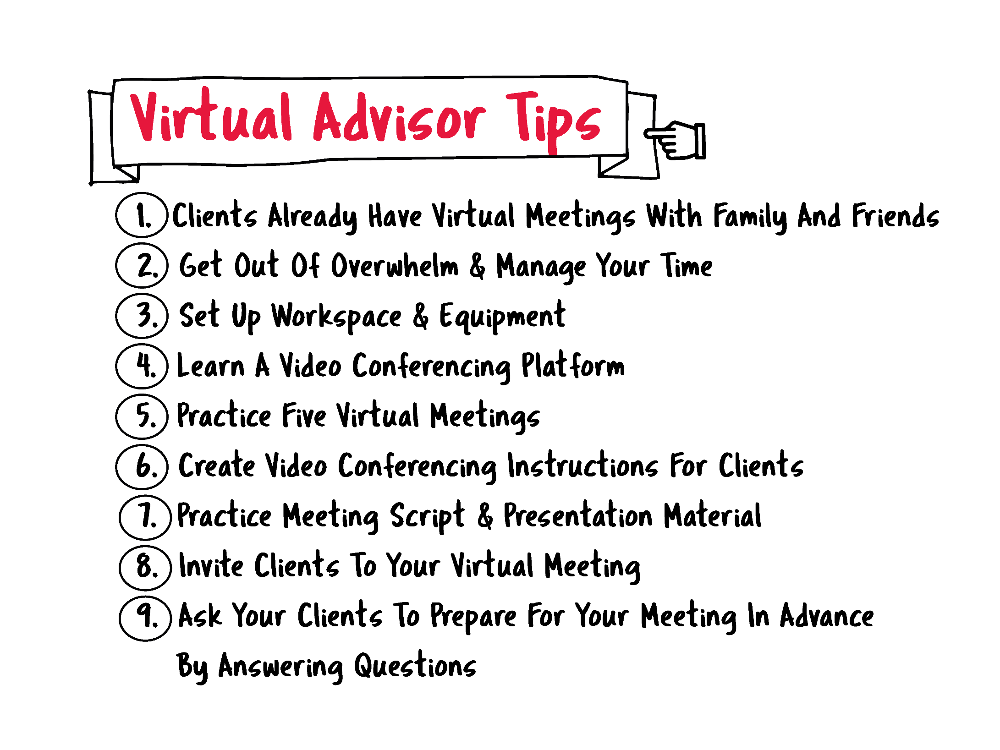 Virtual Advisor Tips
1. Clients Already Have Virtual Meetings With Family And Friends
2. Get Out Of Overwhelm & Manage Your Time
3. Set Up Workspace & Equipment
4. Learn A Video Conferencing Platform
5. Practice Five Virtual Meetings
6. Create Video Conferencing Instructions For Clients
7. Practice Meeting Script & Presentation Material
8. Invite Clients To Your Virtual Meeting
9. Ask Your Clients To Prepare For Your Meeting In Advance
By Answering Questions